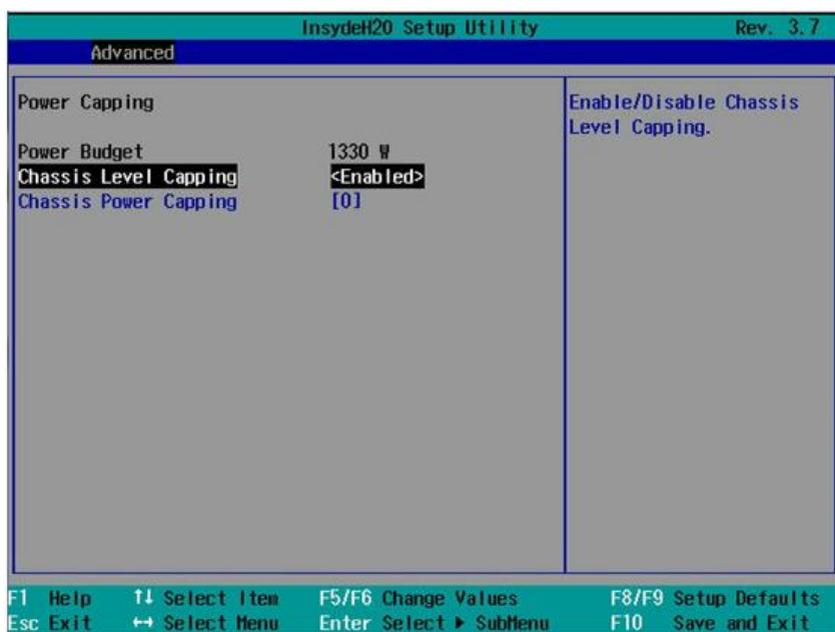 InsydeH20 Setup Utility Rev. 3.7
Advanced
Power Capping
Power Budget 1330 W
Chassis Level Capping <Enabled>
Chassis Power Capping [0]
Enable/Disable Chassis
Level Capping.
F1 Help ↑↓ Select Item F5/F6 Change Values F8/F9 Setup Defaults
Esc Exit ↔ Select Menu Enter Select ▶ SubMenu F10 Save and Exit